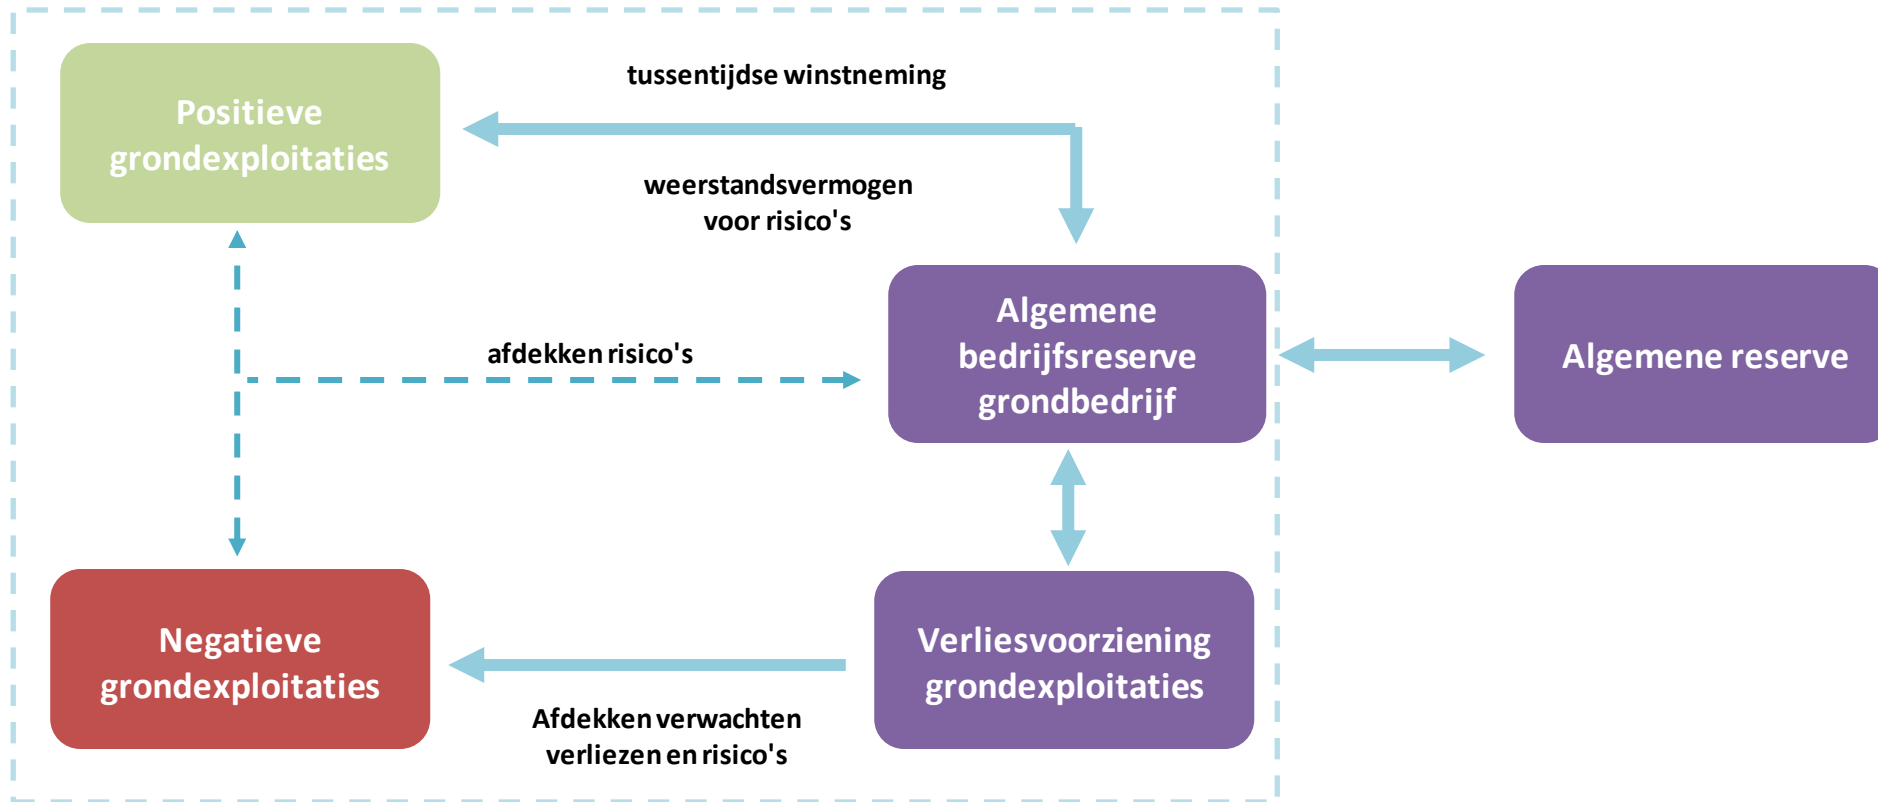 tussentijdse winstneming
Positieve
grondexploitaties
weerstandsvermogen
voor risico's
Algemene
bedrijfsreserve
grondbedrijf
Algemene reserve
afdekken risico's
Negatieve
grondexploitaties
Verliesvoorziening
grondexploitaties
Afdekken verwachten
verliezen en risico's